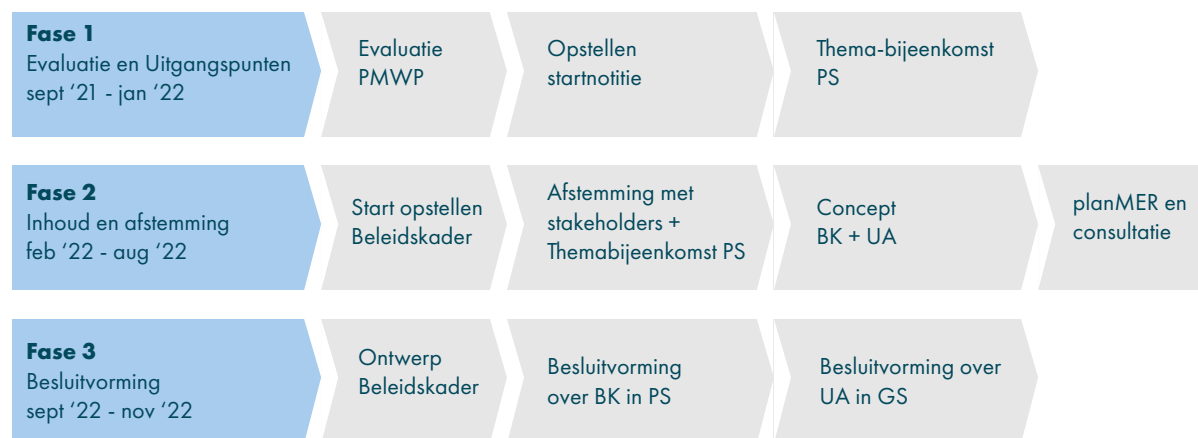 Fase 1
Evaluatie en Uitgangspunten
sept ‘21 - jan ‘22
Evaluatie
PMWP
Opstellen
startnotitie
Thema-bijeenkomst
PS
Fase 2
Inhoud en afstemming
feb ‘22 - aug ‘22
Start opstellen
Beleidskader
Afstemming met
stakeholders +
Themabijeenkomst PS
Concept
BK + UA
planMER en
consultatie
Fase 3
Besluitvorming
sept ‘22 - nov ‘22
Ontwerp
Beleidskader
Besluitvorming
over BK in PS
Besluitvorming over
UA in GS